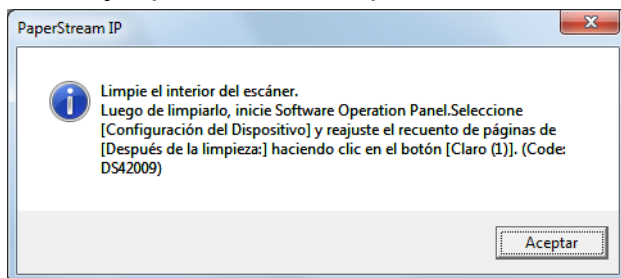 PaperStream IP
Limpie el interior del escáner.
Luego de limpiarlo, inicie Software Operation Panel.Seleccione
[Configuración del Dispositivo] y reajuste el recuento de páginas de
[Después de la limpieza:] haciendo clic en el botón [Claro (1)]. (Code:
DS42009)
Aceptar